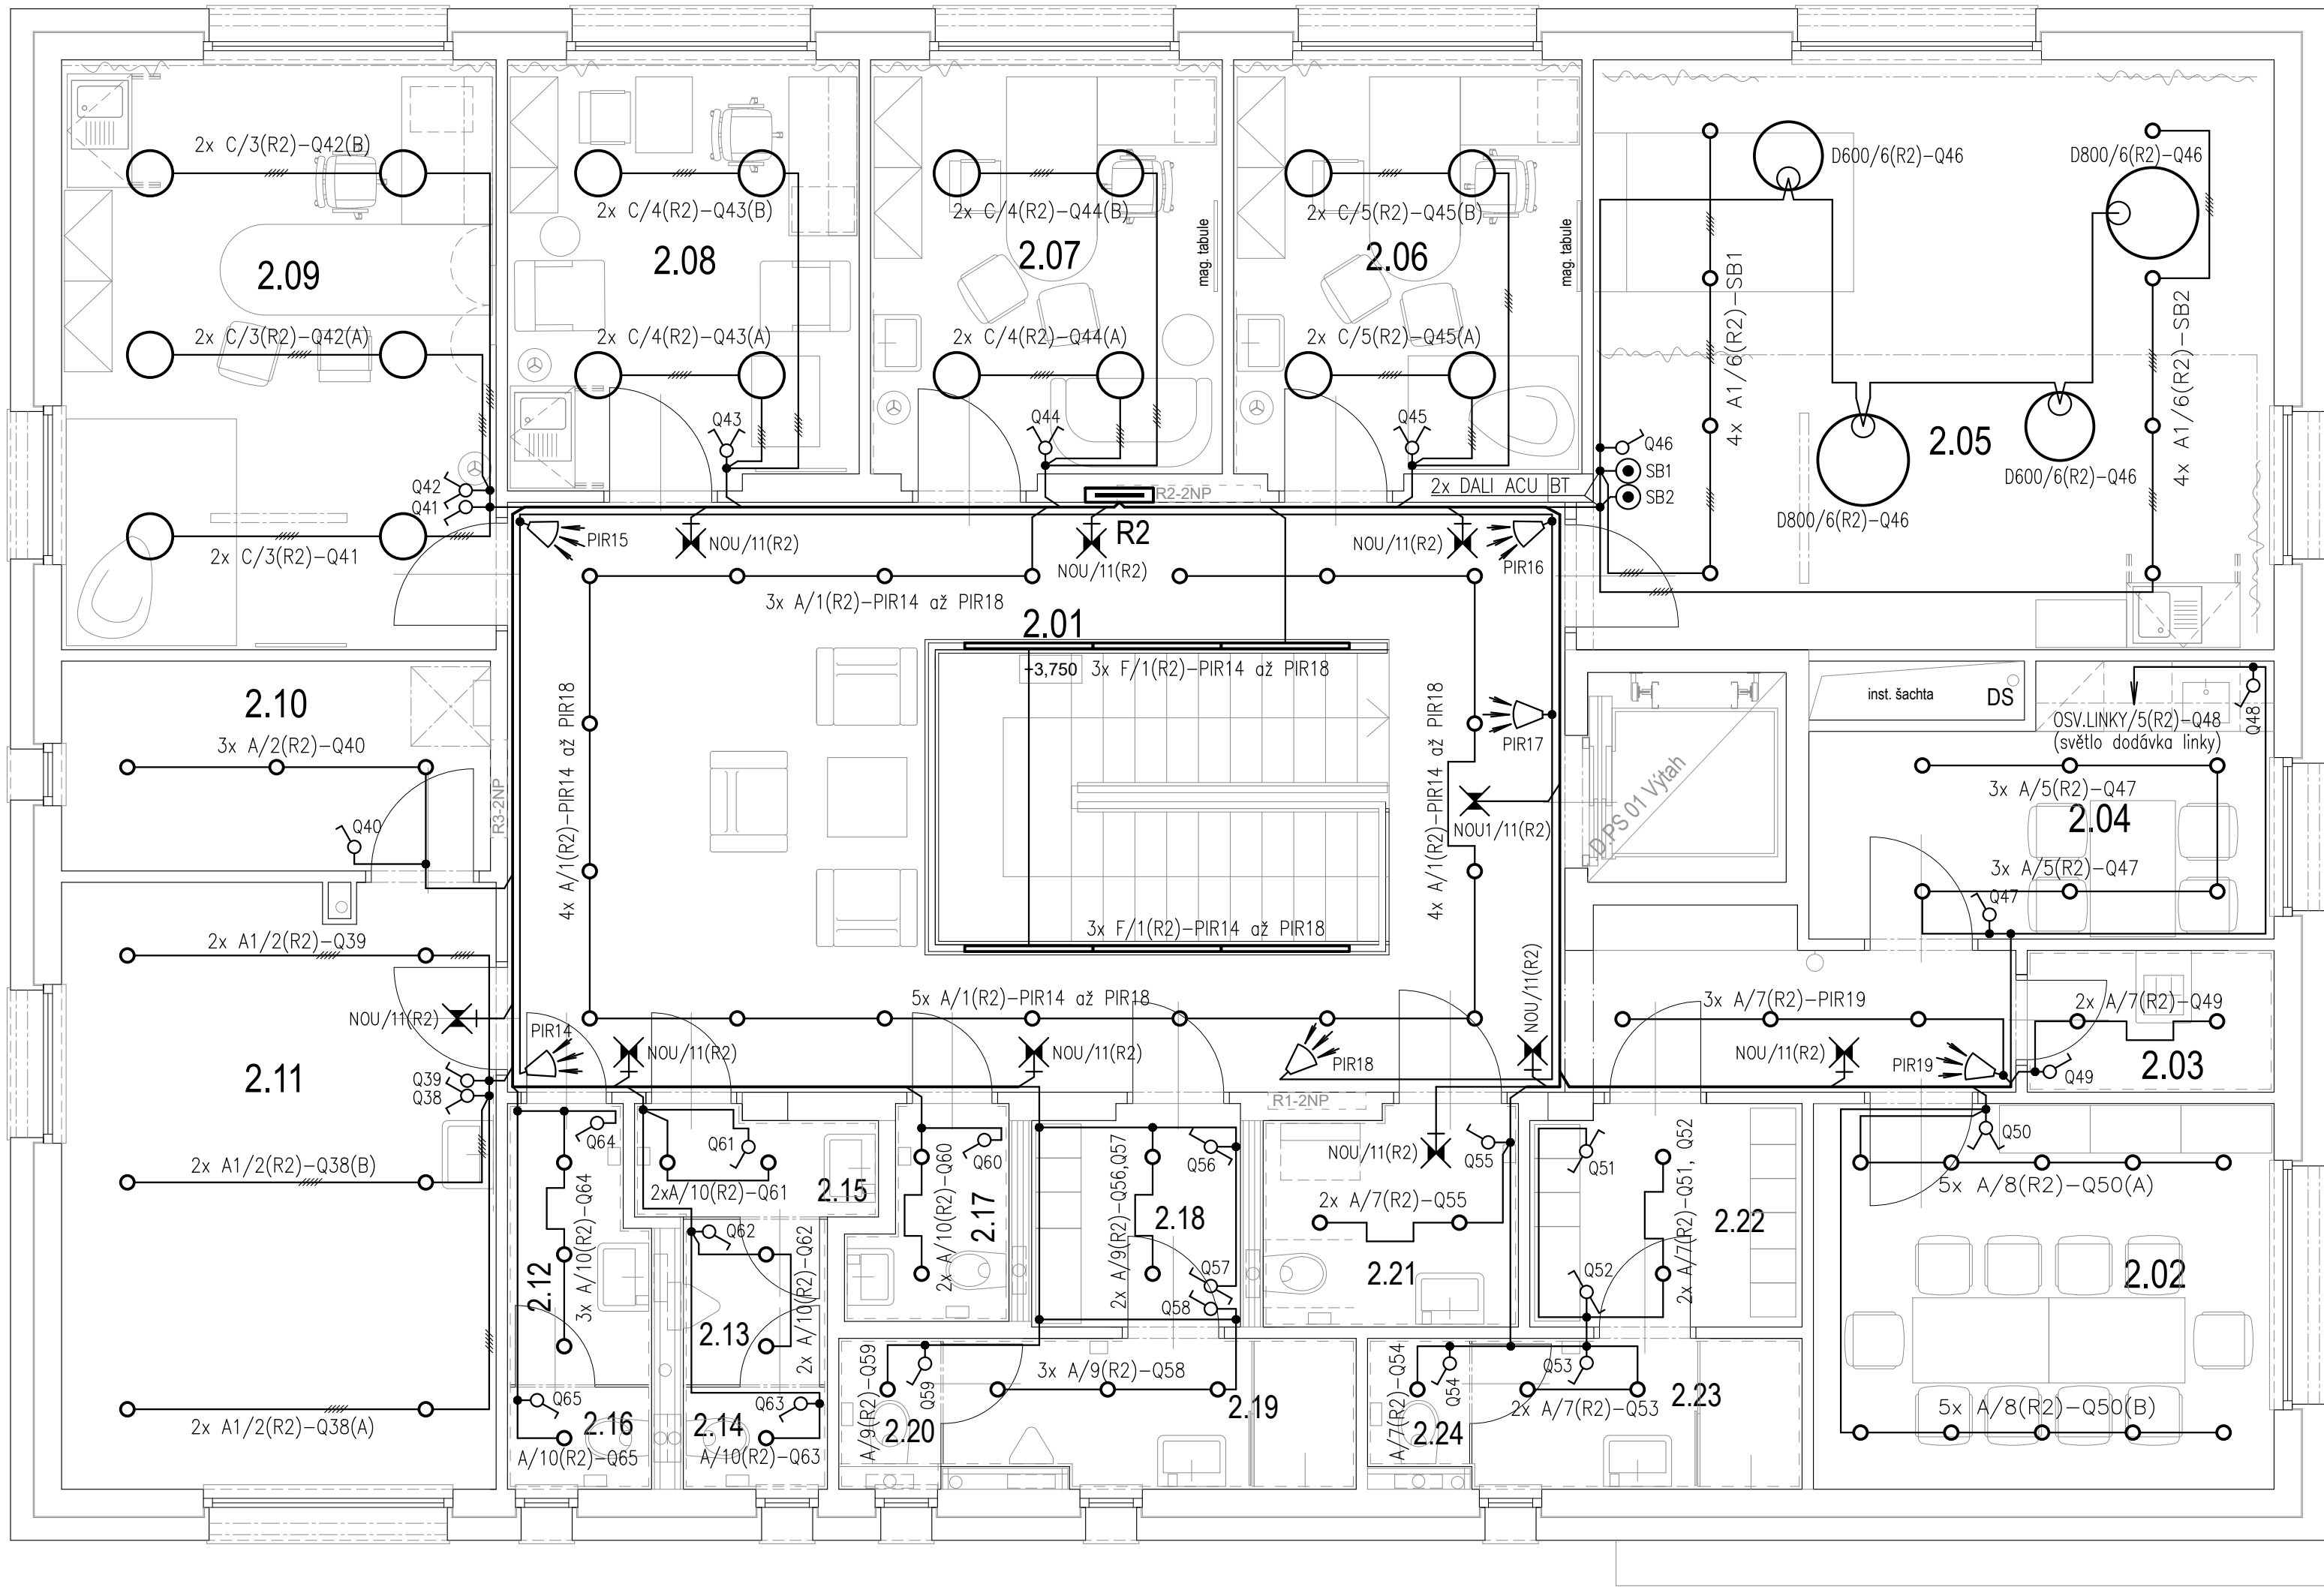 2x C/3(R2)-Q42(B)
2.09
2x C/3(R2)-Q42(A)
Q42
Q41
2x C/3(R2)-Q41
2x C/4(R2)-Q43(B)
2.08
2x C/4(R2)-Q43(A)
Q43
2x C/4(R2)-Q44(B)
2.07
mag. tabule
2x C/4(R2)-Q44(A)
Q44
2x C/5(R2)-Q45(B)
2.06
mag. tabule
2x C/5(R2)-Q45(A)
Q45
D600/6(R2)-Q46
D800/6(R2)-Q46
4x A1/6(R2)-SB1
4x A1/6(R2)-SB2
2.05
Q46
SB1
SB2
D600/6(R2)-Q46
D800/6(R2)-Q46
2x DALI ACU BT
R2-2NP
R2
PIR15
NOU/11(R2)
NOU/11(R2)
NOU/11(R2)
PIR16
3x A/1(R2)-PIR14 až PIR18
2.01
+3,750
3x F/1(R2)-PIR14 až PIR18
4x A/1(R2)-PIR14 až PIR18
4x A/1(R2)-PIR14 až PIR18
PIR17
NOU1/11(R2)
3x F/1(R2)-PIR14 až PIR18
5x A/1(R2)-PIR14 až PIR18
NOU/11(R2)
PIR14
NOU/11(R2)
NOU/11(R2)
PIR18
R1-2NP
D.PS 01 Výtah
inst. šachta
DS
OSV.LINKY/5(R2)-Q48
(světlo dodávka linky)
Q48
3x A/5(R2)-Q47
2.04
3x A/5(R2)-Q47
Q47
2.10
3x A/2(R2)-Q40
Q40
R3-2NP
2x A1/2(R2)-Q39
NOU/11(R2)
2.11
Q39
Q38
2x A1/2(R2)-Q38(B)
2x A1/2(R2)-Q38(A)
3x A/7(R2)-PIR19
NOU/11(R2)
PIR19
2x A/7(R2)-Q49
2.03
Q49
Q64
3x A/10(R2)-Q64
2.12
Q65
2.16
A/10(R2)-Q65
Q61
2xA/10(R2)-Q61
2.15
Q62
2x A/10(R2)-Q62
2.13
Q63
2.14
A/10(R2)-Q63
Q60
2x A/10(R2)-Q60
2.17
2x A/9(R2)-Q56,Q57
Q56
2.18
Q57
Q58
A/9(R2)-Q59
Q59
2.20
3x A/9(R2)-Q58
2.19
NOU/11(R2)
Q55
2x A/7(R2)-Q55
2.21
Q51
2x A/7(R2)-Q51, Q52
2.22
Q52
A/7(R2)-Q54
Q54
2.24
Q53
2x A/7(R2)-Q53
2.23
Q50
5x A/8(R2)-Q50(A)
2.02
5x A/8(R2)-Q50(B)